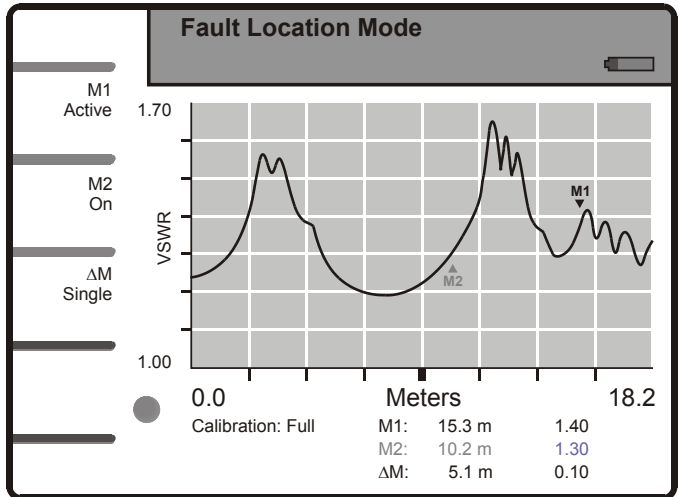 Fault Location Mode
M1
Active
M2
On
ΔM
Single
1.70
VSWR
1.00
M1
M2
0.0 Meters 18.2
Calibration: Full
M1: 15.3 m 1.40
M2: 10.2 m 1.30
ΔM: 5.1 m 0.10